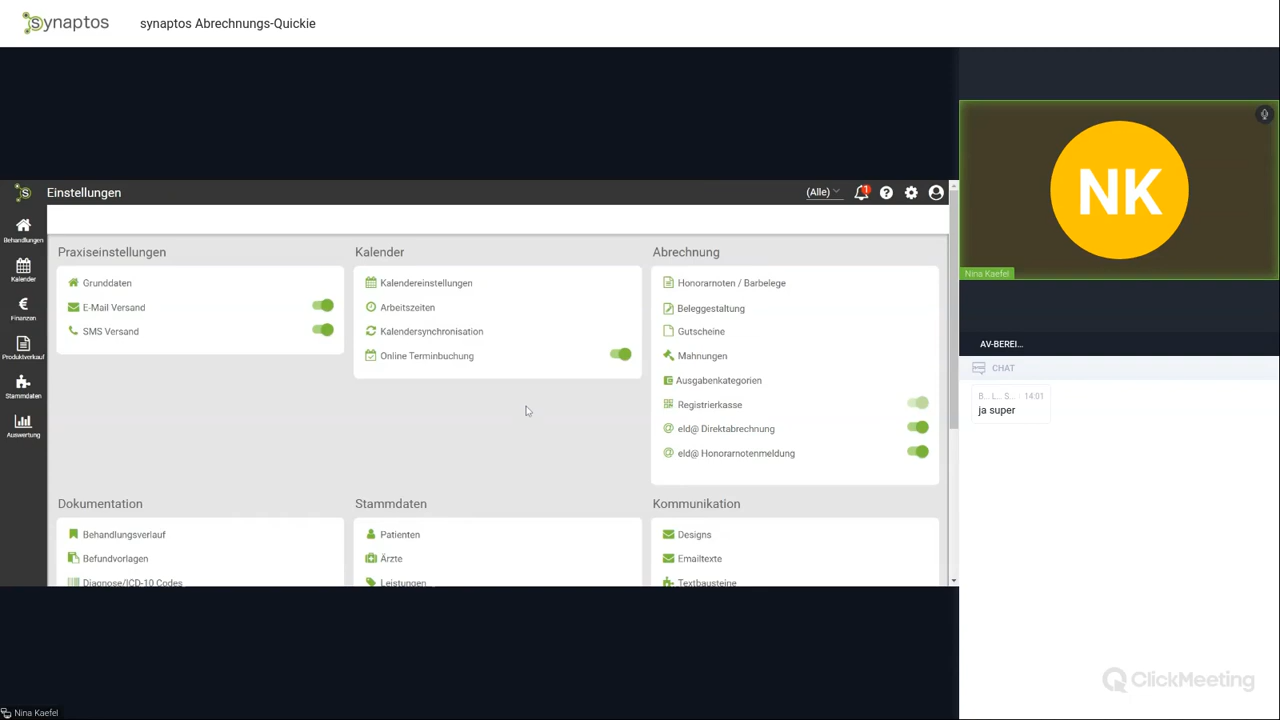 synaptos
synaptos Abrechnungs-Quickie
Einstellungen
(Alle)
1
Behandlungen
Kalender
Finanzen
Produktverkauf
Stammdaten
Auswertung
Praxiseinstellungen
Grunddaten
E-Mail Versand
SMS Versand
Kalender
Kalendereinstellungen
Arbeitszeiten
Kalendersynchronisation
Online Terminbuchung
Abrechnung
Honorarnoten / Barbelege
Beleggestaltung
Gutscheine
Mahnungen
Ausgabenkategorien
Registrierkasse
eld@ Direktabrechnung
eld@ Honorarnotenmeldung
Dokumentation
Behandlungsverlauf
Befundvorlagen
Diagnose/ICD-10 Codes
Stammdaten
Patienten
Ärzte
Leistungen
Kommunikation
Designs
Emailtexte
Textbausteine
NK
Nina Kaefel
AV-BEREI...
CHAT
B... L... S... : 14:01
ja super
ClickMeeting
Nina Kaefel